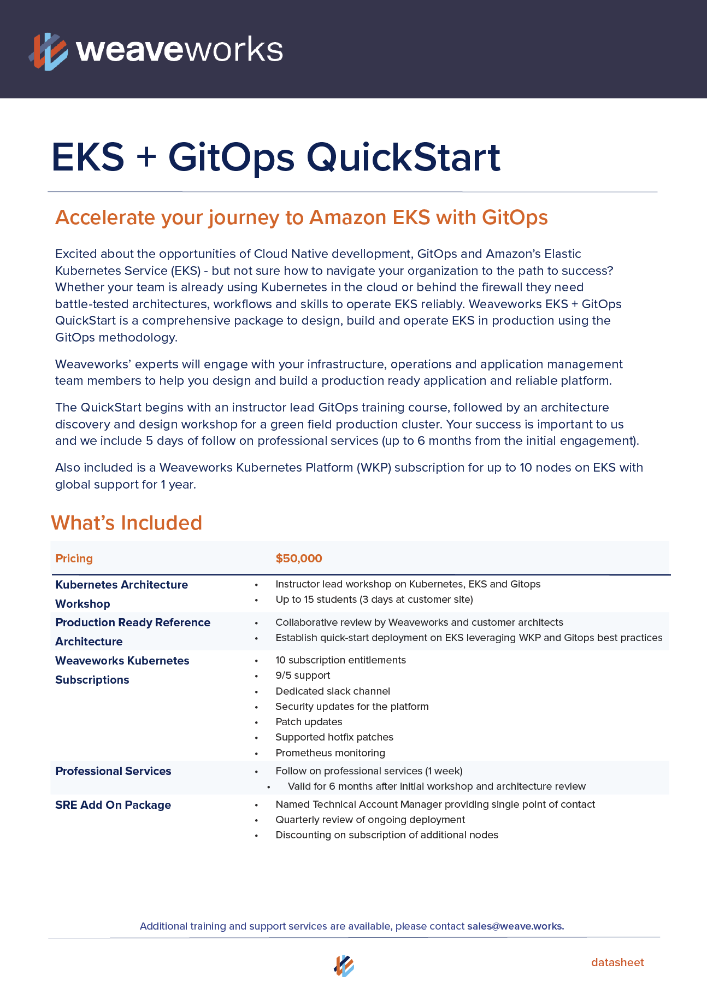 weaveworks
EKS + GitOps QuickStart
Accelerate your journey to Amazon EKS with GitOps
Excited about the opportunities of Cloud Native devellopment, GitOps and Amazon’s Elastic
Kubernetes Service (EKS) - but not sure how to navigate your organization to the path to success?
Whether your team is already using Kubernetes in the cloud or behind the firewall they need
battle-tested architectures, workflows and skills to operate EKS reliably. Weaveworks EKS + GitOps
QuickStart is a comprehensive package to design, build and operate EKS in production using the
GitOps methodology.
Weaveworks’ experts will engage with your infrastructure, operations and application management
team members to help you design and build a production ready application and reliable platform.
The QuickStart begins with an instructor lead GitOps training course, followed by an architecture
discovery and design workshop for a green field production cluster. Your success is important to us
and we include 5 days of follow on professional services (up to 6 months from the initial engagement).
Also included is a Weaveworks Kubernetes Platform (WKP) subscription for up to 10 nodes on EKS with
global support for 1 year.
What’s Included
Pricing $50,000
Kubernetes Architecture
Workshop
• Instructor lead workshop on Kubernetes, EKS and Gitops
• Up to 15 students (3 days at customer site)
Production Ready Reference
Architecture
• Collaborative review by Weaveworks and customer architects
• Establish quick-start deployment on EKS leveraging WKP and Gitops best practices
Weaveworks Kubernetes
Subscriptions
• 10 subscription entitlements
• 9/5 support
• Dedicated slack channel
• Security updates for the platform
• Patch updates
• Supported hotfix patches
• Prometheus monitoring
Professional Services
• Follow on professional services (1 week)
• Valid for 6 months after initial workshop and architecture review
SRE Add On Package
• Named Technical Account Manager providing single point of contact
• Quarterly review of ongoing deployment
• Discounting on subscription of additional nodes
Additional training and support services are available, please contact sales@weave.works.
datasheet